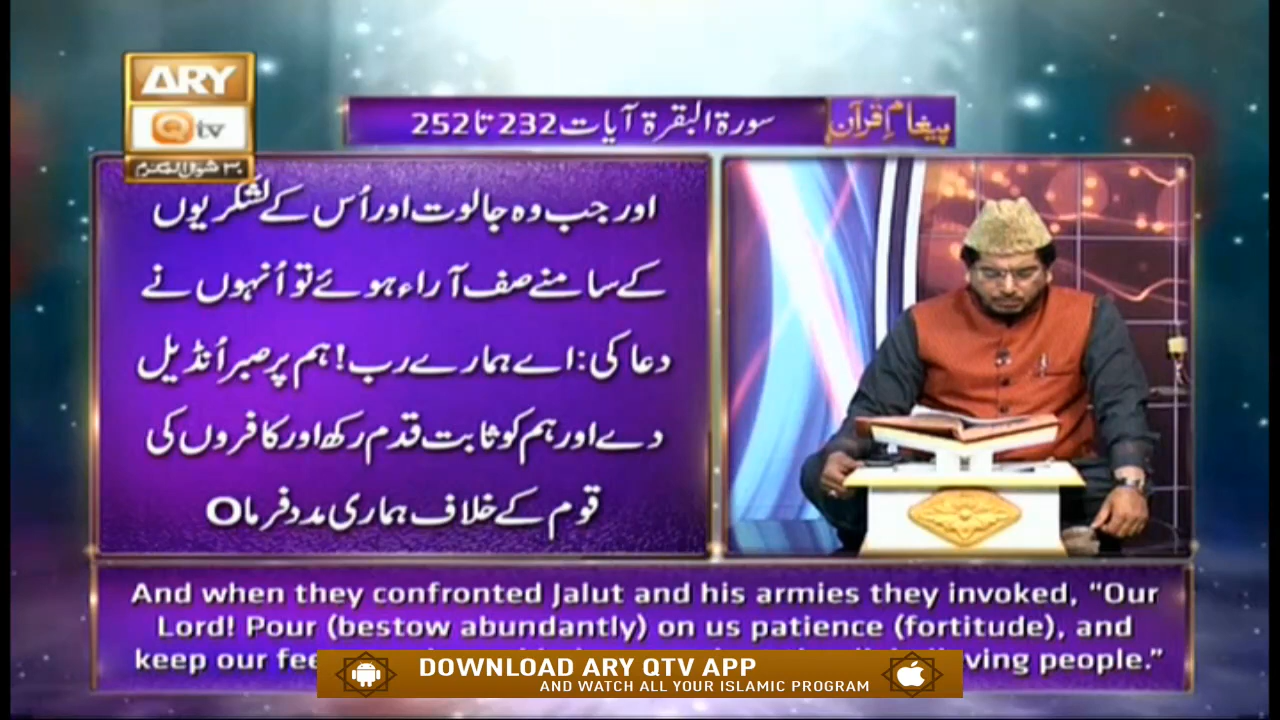 ARY
Qtv
۳۰ شوال المکرم
پیغامِ قرآن
سورۃ البقرۃ آیات 232 تا 252
اور جب وہ جالوت اور اُس کے لشکریوں
کے سامنے صف آراء ہوئے تو اُنہوں نے
دعا کی: اے ہمارے رب! ہم پر صبر اُنڈیل
دے اور ہم کو ثابت قدم رکھ اور کافروں کی
قوم کے خلاف ہماری مدد فرما O
And when they confronted Jalut and his armies they invoked, “Our
Lord! Pour (bestow abundantly) on us patience (fortitude), and
keep our people.”
DOWNLOAD ARY QTV APP
AND WATCH ALL YOUR ISLAMIC PROGRAM